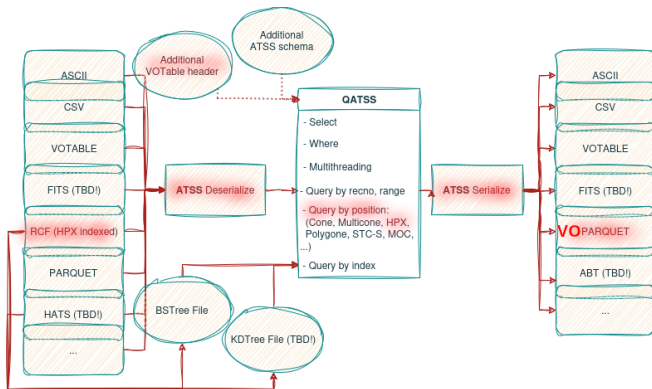 Additional
ATSS schema
Additional
VOTable header
ASCII
CSV
VOTABLE
FITS (TBD!)
RCF (HPX indexed)
PARQUET
HATS (TBD!)
...
ATSS Deserialize
BSTree File
KDTree File (TBD!)
QATSS
- Select
- Where
- Multithreading
- Query by recno, range
- Query by position:
(Cone, Multicone, HPX,
Polygone, STC-S, MOC,
...)
- Query by index
ATSS Serialize
ASCII
CSV
VOTABLE
FITS (TBD!)
VOPARQUET
ABT (TBD!)
...